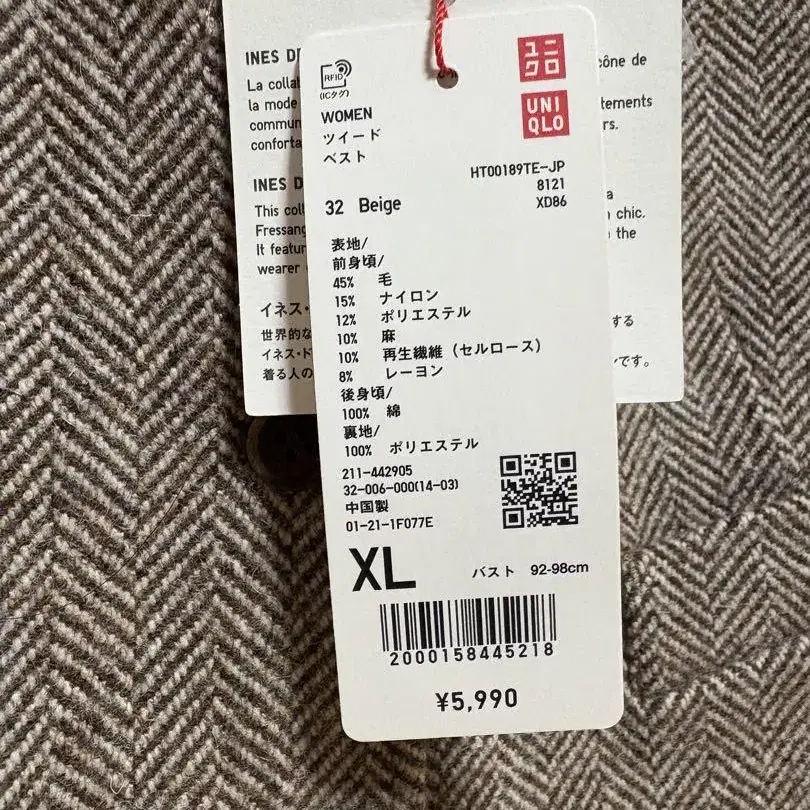 INES D
La colla
la mode
commun
conforta
cône de
tements
rs.
INES D
This coll
Fressang
It featur
wearer
a
n chic.
the
イネス・
世界的な
イネス・ド
着る人の
する
です。
RFID
(ICタグ)
ユニ
クロ
UNI
QLO
WOMEN
ツイード
ベスト
HT00189TE-JP
8121
XD86
32 Beige
表地/
前身頃/
45% 毛
15% ナイロン
12% ポリエステル
10% 麻
10% 再生繊維（セルロース）
8% レーヨン
後身頃/
100% 綿
裏地/
100% ポリエステル
211-442905
32-006-000(14-03)
中国製
01-21-1F077E
XL バスト 92-98cm
2000158445218
¥5,990